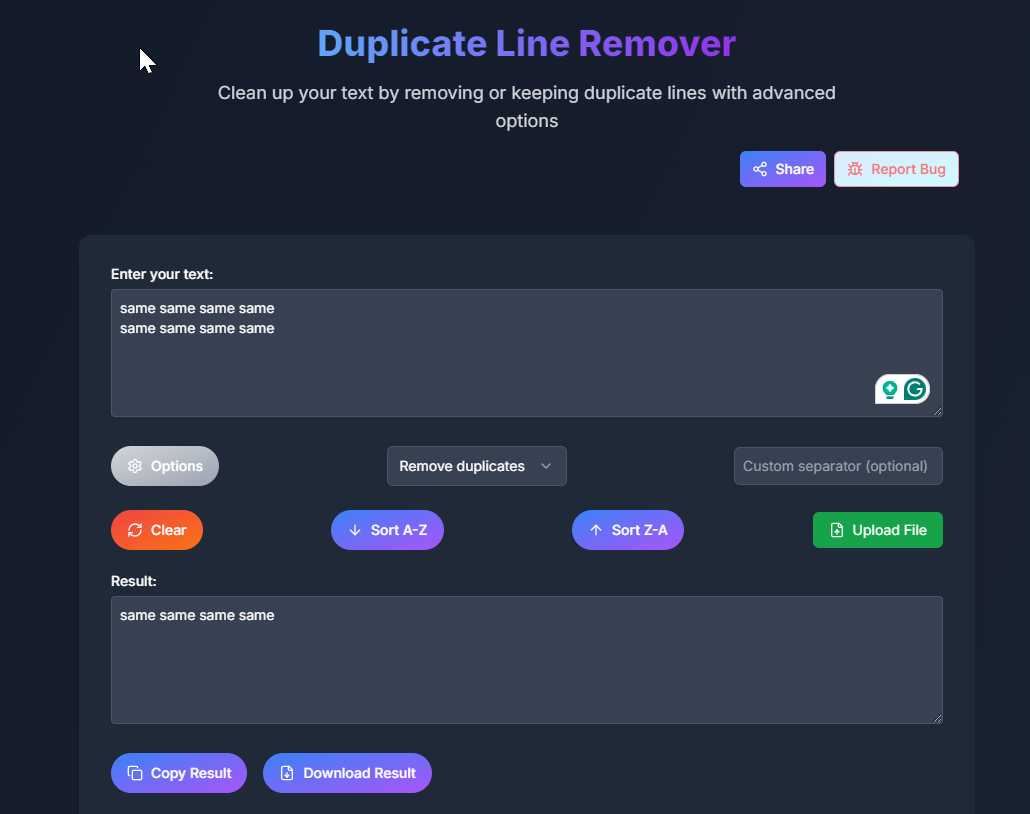 Duplicate Line Remover
Clean up your text by removing or keeping duplicate lines with advanced
options
Share
Report Bug
Enter your text:
same same same same
same same same same
Options
Remove duplicates
Custom separator (optional)
Clear
Sort A-Z
Sort Z-A
Upload File
Result:
same same same same
Copy Result
Download Result